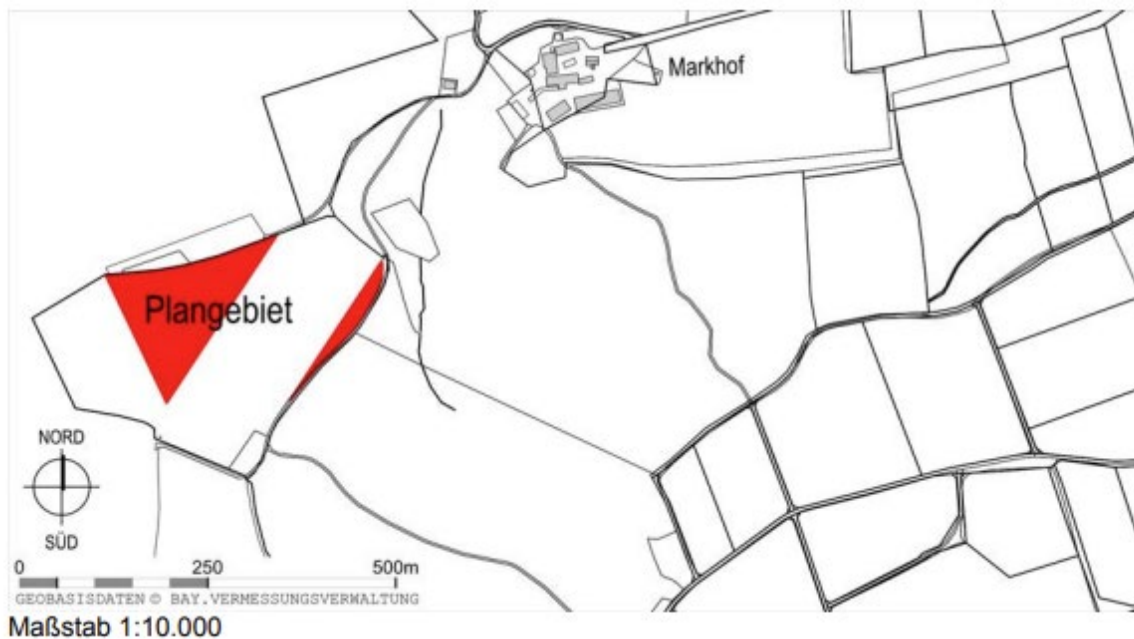 Markhof
Plangebiet
NORD
SÜD
0 250 500m
GEOBASISDATEN © BAY.VERMESSUNGSVERWALTUNG
Maßstab 1:10.000